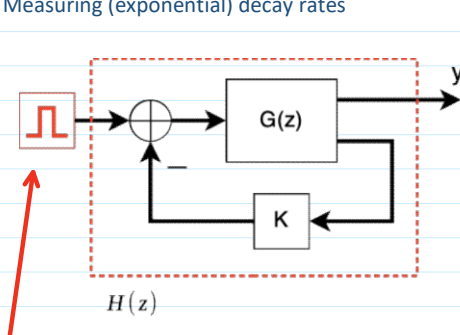 Measuring (exponential) decay rates
y
G(z)
−
K
H(z)